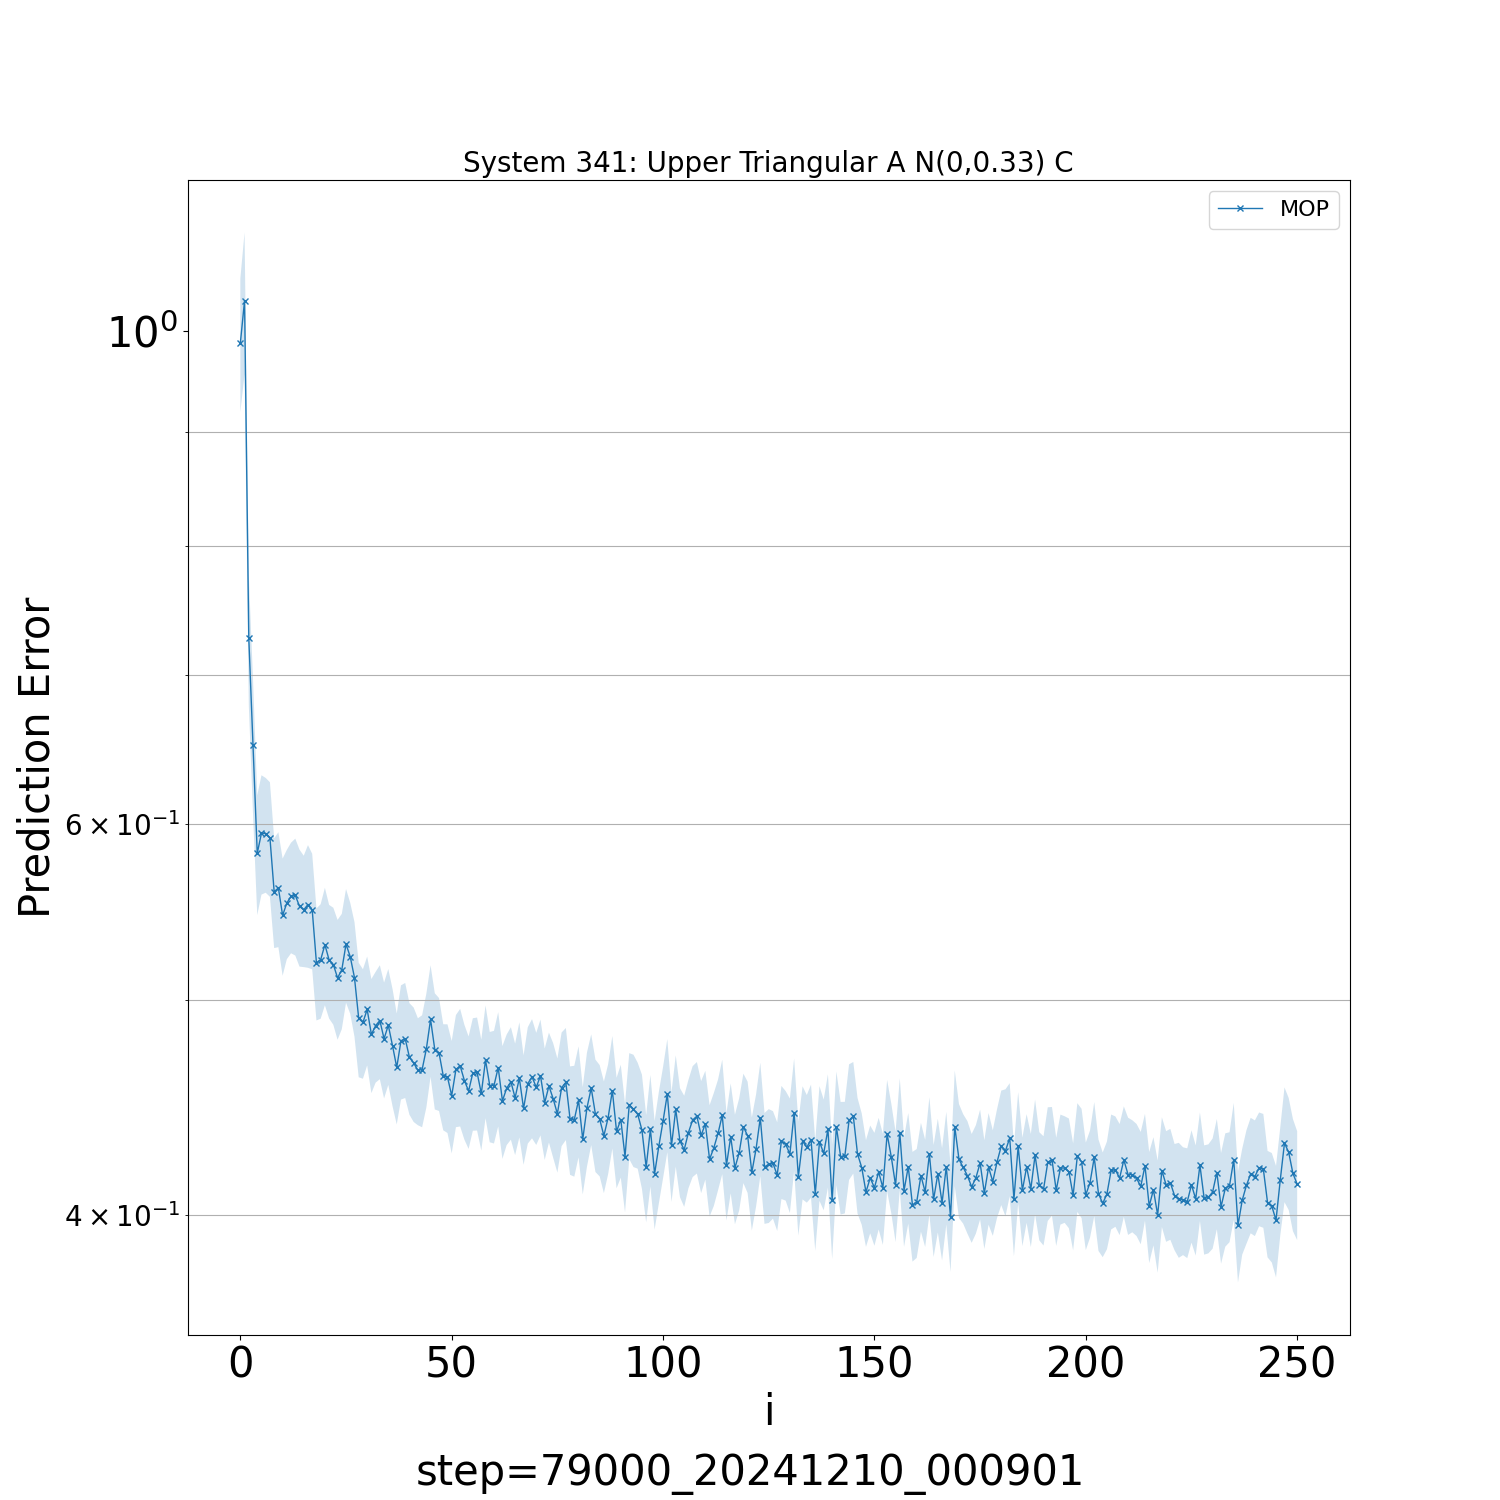 System 341: Upper Triangular A N(0,0.33) C
MOP
10⁰
6 × 10⁻¹
4 × 10⁻¹
Prediction Error
0 50 100 150 200 250
i
step=79000_20241210_000901